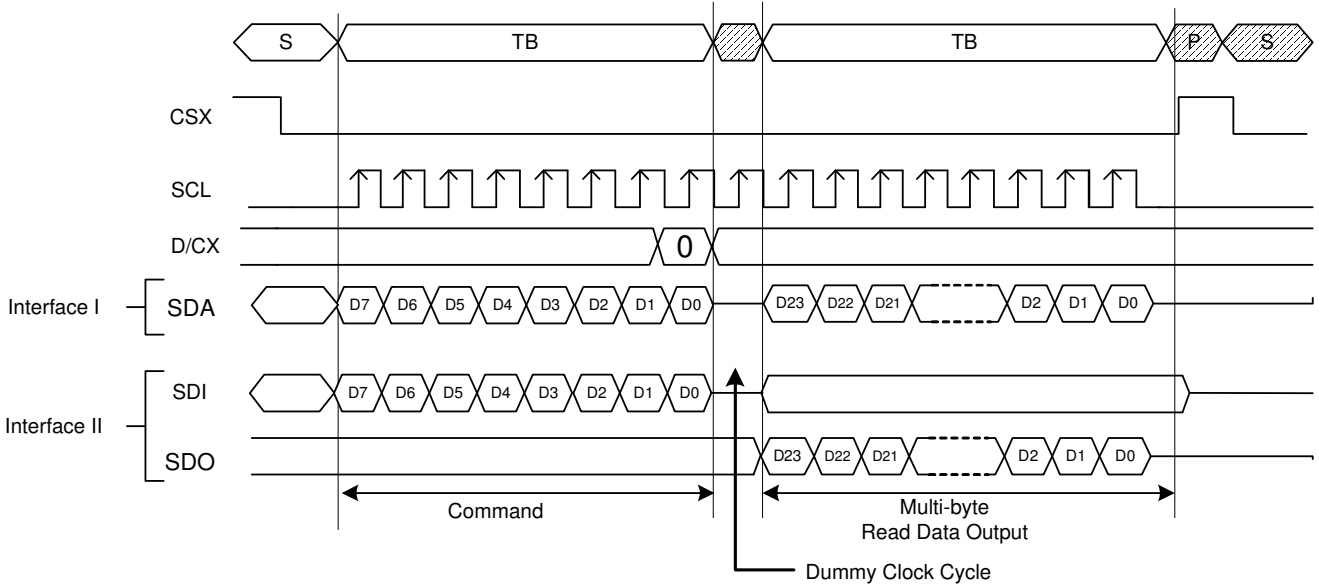 S TB TB P S
CSX
SCL
D/CX 0
Interface I SDA D7 D6 D5 D4 D3 D2 D1 D0 D23 D22 D21 D2 D1 D0
SDI D7 D6 D5 D4 D3 D2 D1 D0
Interface II
SDO D23 D22 D21 D2 D1 D0
Command
Multi-byte
Read Data Output
Dummy Clock Cycle